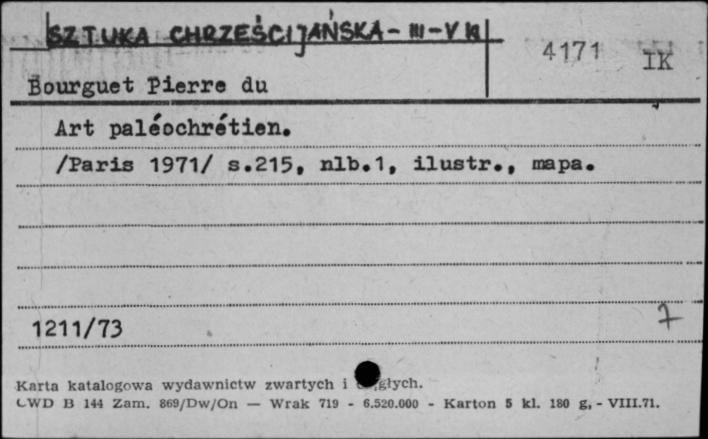 SZTUKA CHRZEŚCIJAŃSKA - III - V W
4171 IK
Bourguet Pierre du
Art paléochrétien.
/Paris 1971/ s.215, nlb.1, ilustr., mapa.
1211/73
7
Karta katalogowa wydawnictw zwartych i ciągłych.
CWD B 144 Zam. 869/Dw/On — Wrak 719 - 6.520.000 - Karton 5 kl. 180 g, - VIII.71.